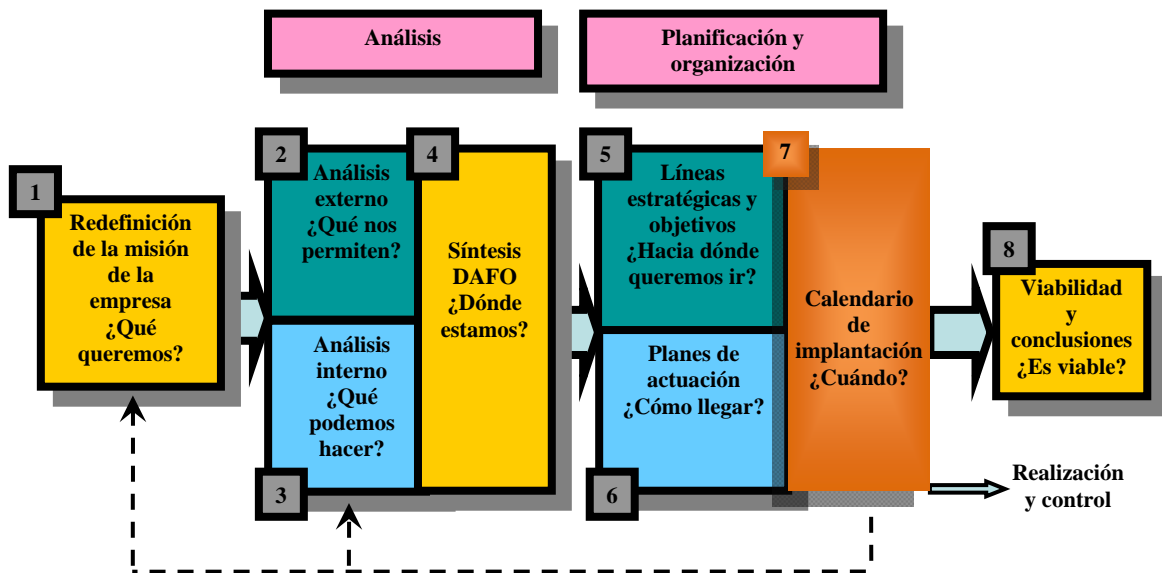 Análisis
Planificación y
organización
1
Redefinición
de la misión
de la
empresa
¿Qué
queremos?
2
Análisis
externo
¿Qué nos
permiten?
3
Análisis
interno
¿Qué
podemos
hacer?
4
Síntesis
DAFO
¿Dónde
estamos?
5
Líneas
estratégicas y
objetivos
¿Hacia dónde
queremos ir?
6
Planes de
actuación
¿Cómo llegar?
7
Calendario
de
implantación
¿Cuándo?
8
Viabilidad
y
conclusiones
¿Es viable?
Realización
y control